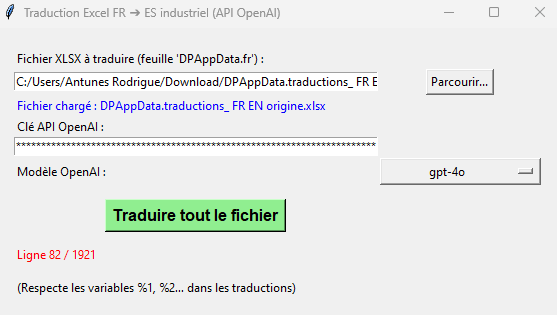 Traduction Excel FR ➔ ES industriel (API OpenAI)
Fichier XLSX à traduire (feuille 'DPAppData.fr') :
C:/Users/Antunes Rodrigue/Download/DPAppData.traductions_ FR E
Parcourir...
Fichier chargé : DPAppData.traductions_ FR EN origine.xlsx
Clé API OpenAI :
****************************************************************************
Modèle OpenAI :
gpt-4o
Traduire tout le fichier
Ligne 82 / 1921
(Respecte les variables %1, %2... dans les traductions)